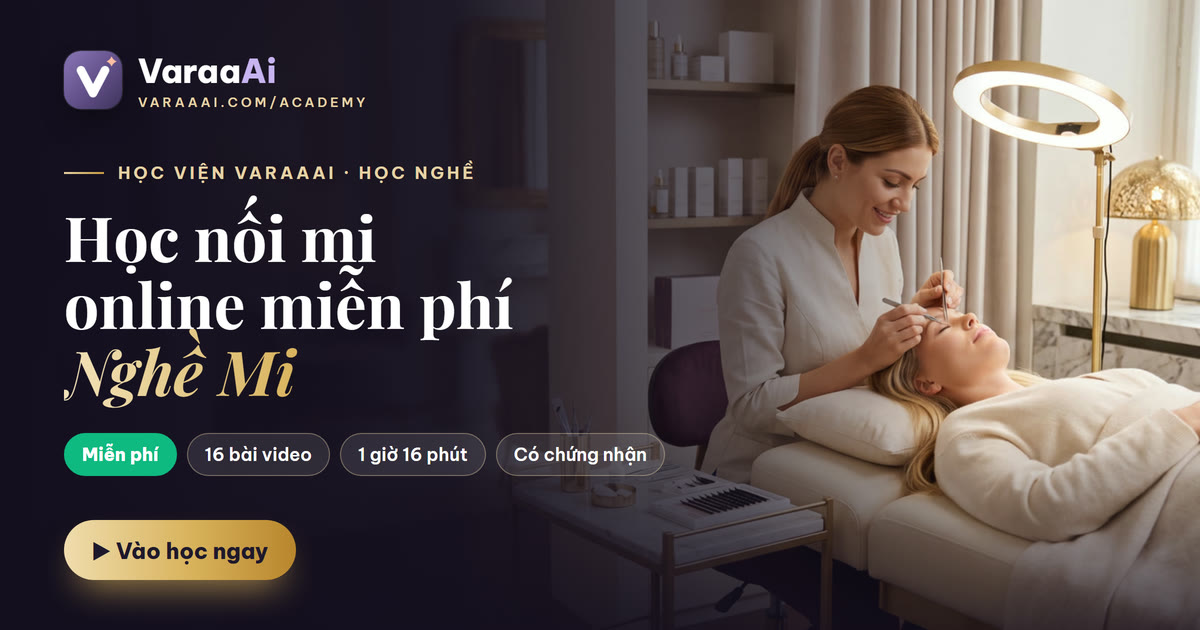 VaraaAi
VARAAAI.COM/ACADEMY
HỌC VIỆN VARAAAI · HỌC NGHỀ
Học nối mi
online miễn phí
Nghề Mi
Miễn phí
16 bài video
1 giờ 16 phút
Có chứng nhận
▶ Vào học ngay